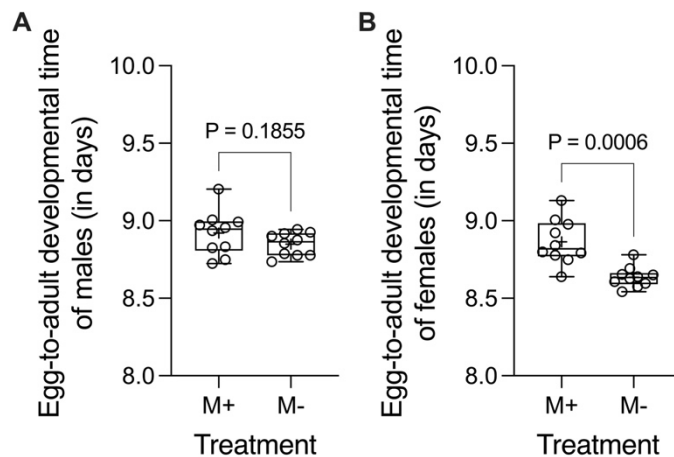 A
Egg-to-adult developmental time
of males (in days)
10.0
9.5
9.0
8.5
8.0
P = 0.1855
M+
M-
Treatment
B
Egg-to-adult developmental time
of females (in days)
10.0
9.5
9.0
8.5
8.0
P = 0.0006
M+
M-
Treatment